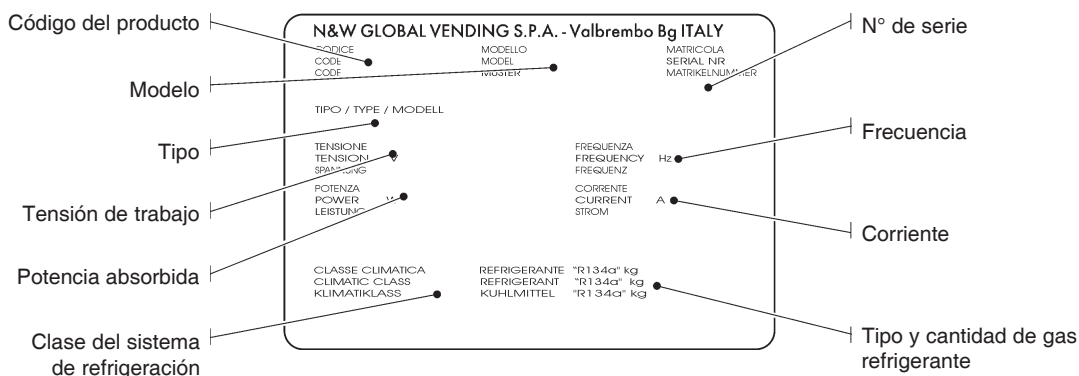 Código del producto
Modelo
Tipo
Tensión de trabajo
Potencia absorbida
Clase del sistema
de refrigeración
N&W GLOBAL VENDING S.P.A. - Valbrembo Bg ITALY
CODICE MODELLO MATRICOLA
CODE MODEL SERIAL NR
CODE MUSTER MATRIKELNUMMER
TIPO / TYPE / MODELL
TENSIONE FREQUENZA
TENSION V FREQUENCY Hz
SPANNUNG FREQUENZ
POTENZA CORRENTE
POWER CURRENT A
LEISTUNG STROM
CLASSE CLIMATICA REFRIGERANTE "R134a" kg
CLIMATIC CLASS REFRIGERANT "R134a" kg
KLIMATIKLASS KUHLMITTEL "R134a" kg
N° de serie
Frecuencia
Corriente
Tipo y cantidad de gas
refrigerante